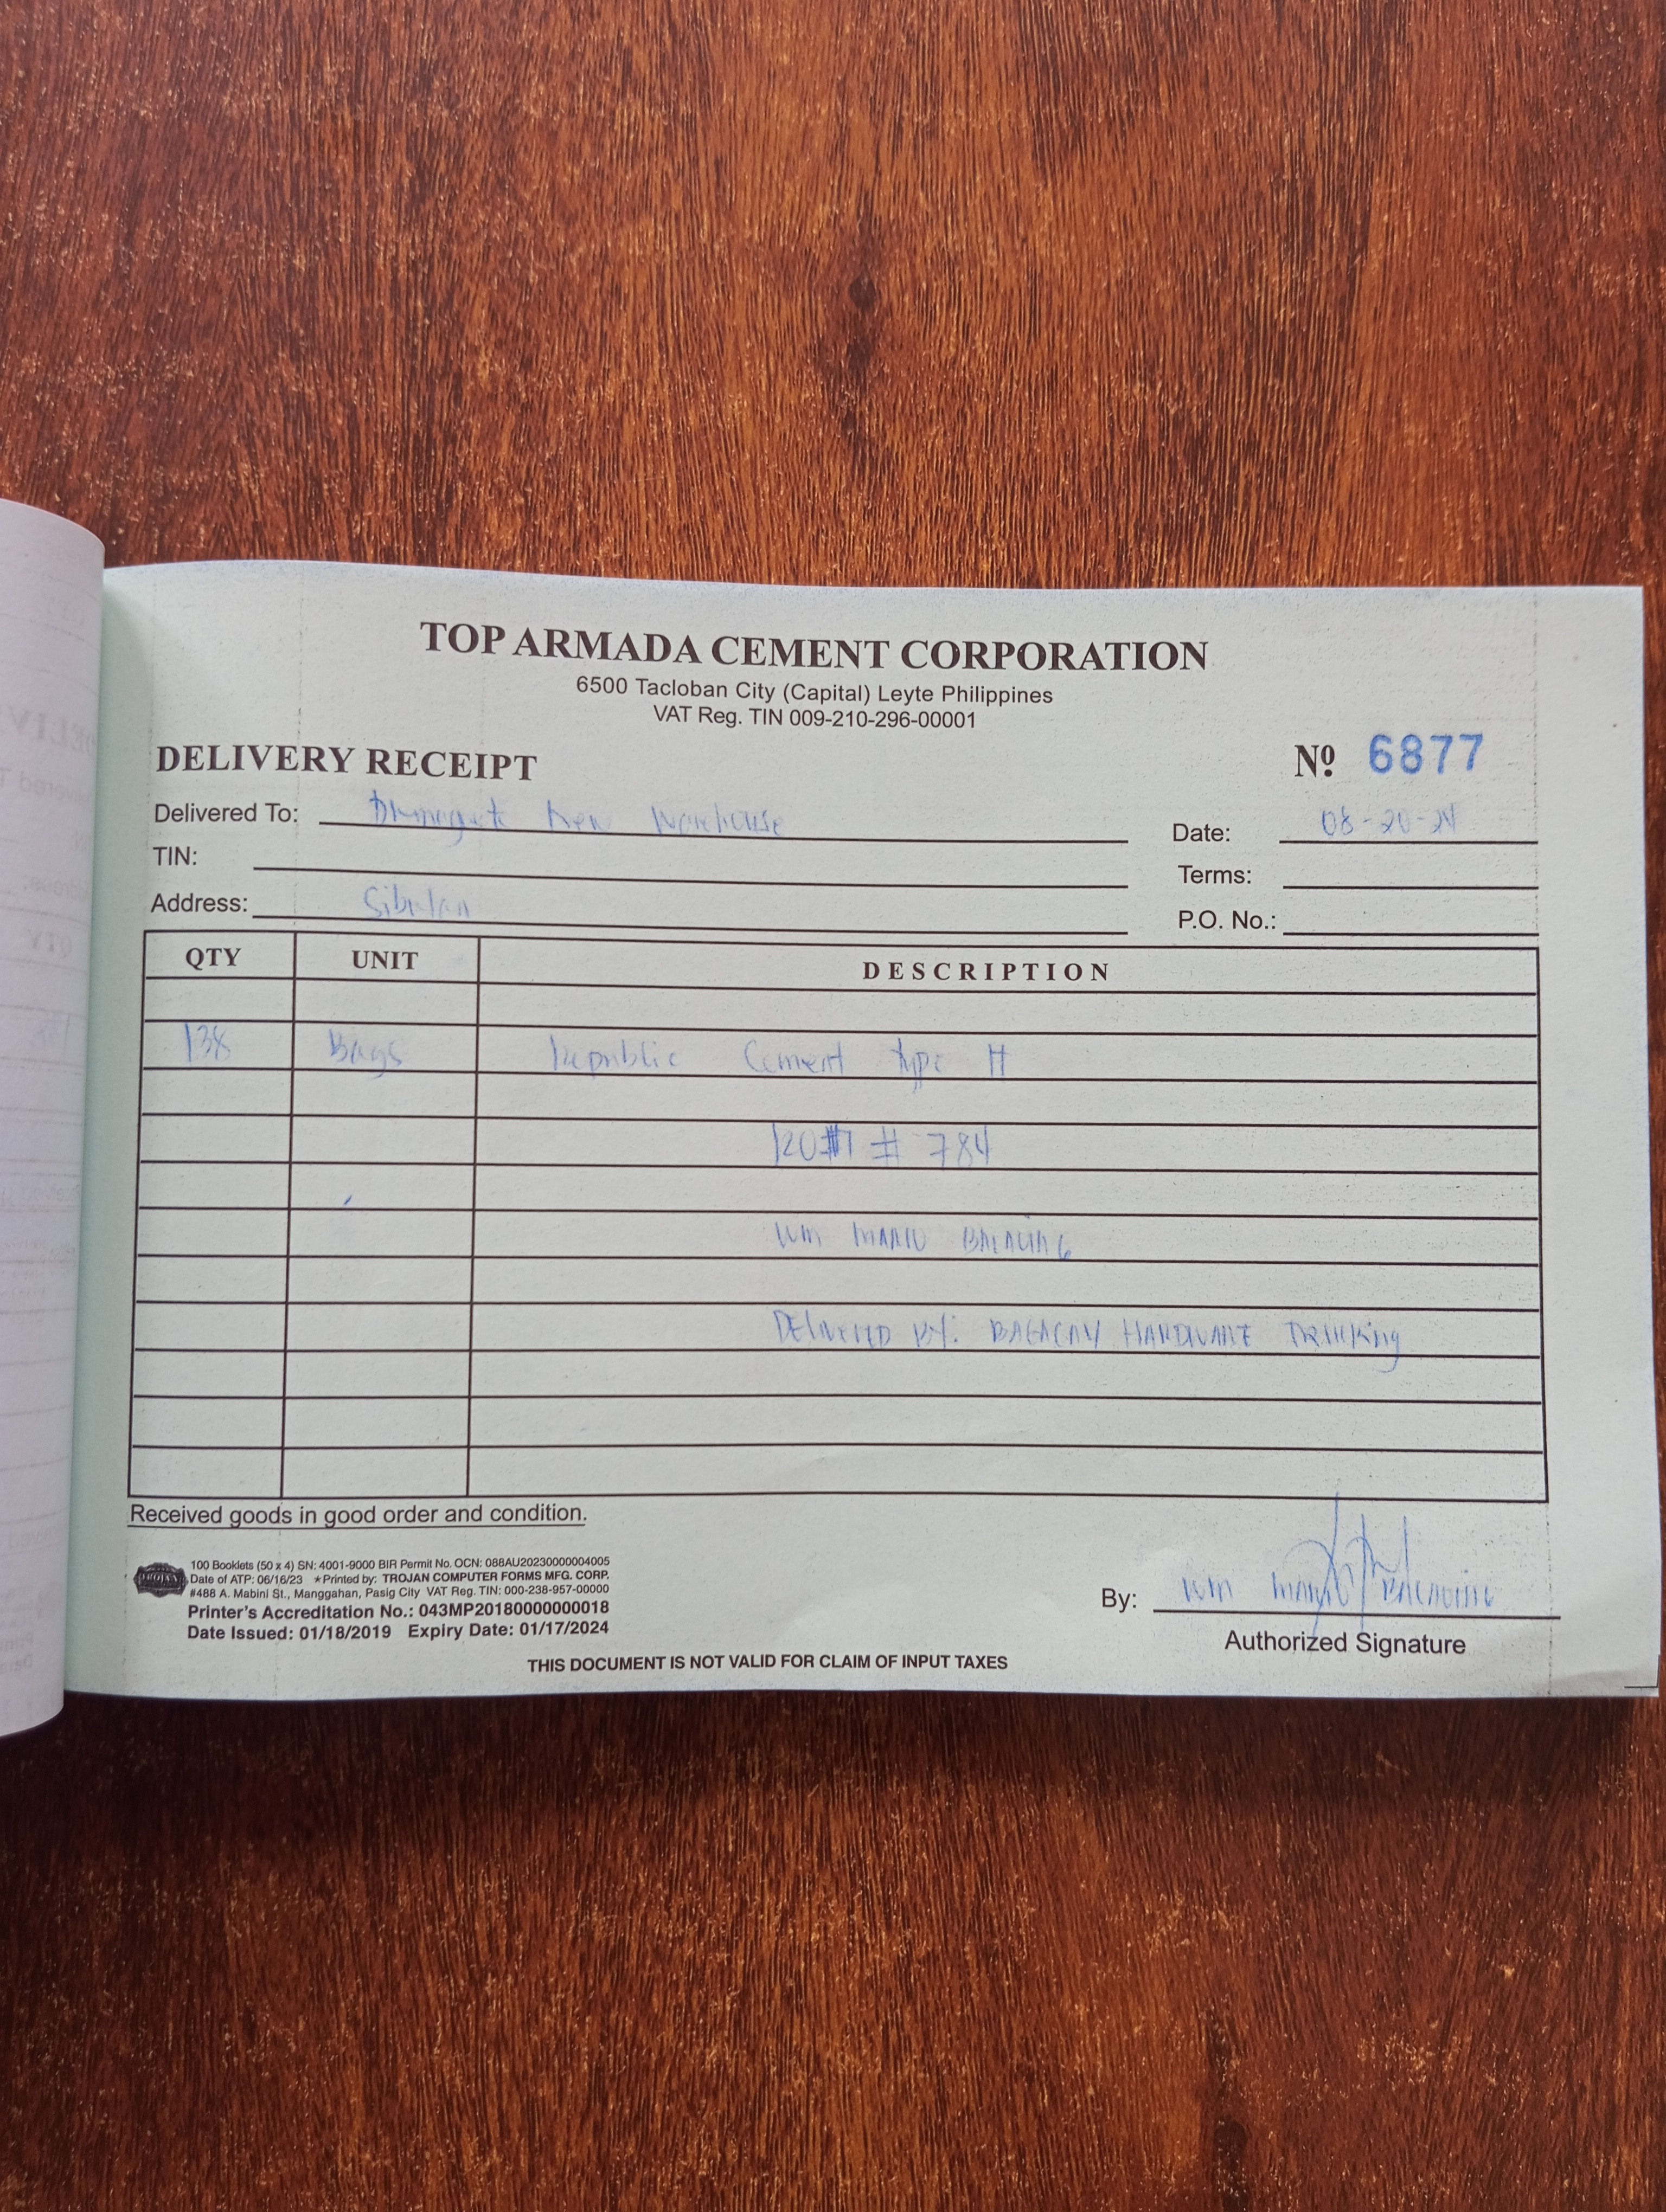 TOP ARMADA CEMENT CORPORATION
6500 Tacloban City (Capital) Leyte Philippines
VAT Reg. TIN 009-210-296-00001
DELIVERY RECEIPT
Nº 6877
Delivered To: Dumaguete New Warehouse
Date: 08-20-24
TIN:
Terms:
Address: Sibulan
P.O. No.:
QTY UNIT DESCRIPTION
138 Bags Republic Cement type
# 784
WM MARIO
DELIVERED BY: BAGACAY HARDWARE TRUCKING
Received goods in good order and condition.
TROJAN
100 Booklets (50 x 4) SN: 4001-9000 BIR Permit No. OCN: 088AU20230000004005
Date of ATP: 06/16/23 ★Printed by: TROJAN COMPUTER FORMS MFG. CORP.
#488 A. Mabini St., Manggahan, Pasig City VAT Reg. TIN: 000-238-957-00000
Printer's Accreditation No.: 043MP20180000000018
Date Issued: 01/18/2019 Expiry Date: 01/17/2024
By: WM MARIO
Authorized Signature
THIS DOCUMENT IS NOT VALID FOR CLAIM OF INPUT TAXES